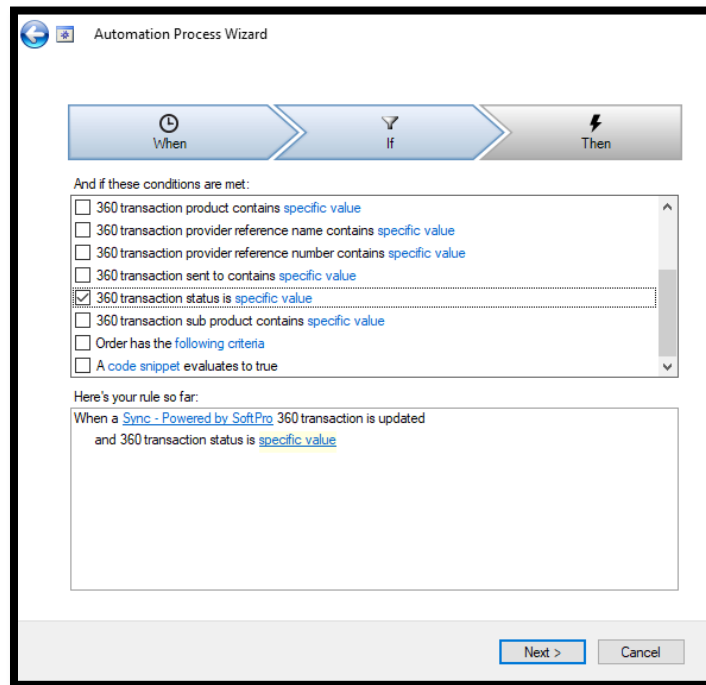 Automation Process Wizard
When
If
Then
And if these conditions are met:
360 transaction product contains specific value
360 transaction provider reference name contains specific value
360 transaction provider reference number contains specific value
360 transaction sent to contains specific value
360 transaction status is specific value
360 transaction sub product contains specific value
Order has the following criteria
A code snippet evaluates to true
Here's your rule so far:
When a Sync - Powered by SoftPro 360 transaction is updated
and 360 transaction status is specific value
Next >
Cancel